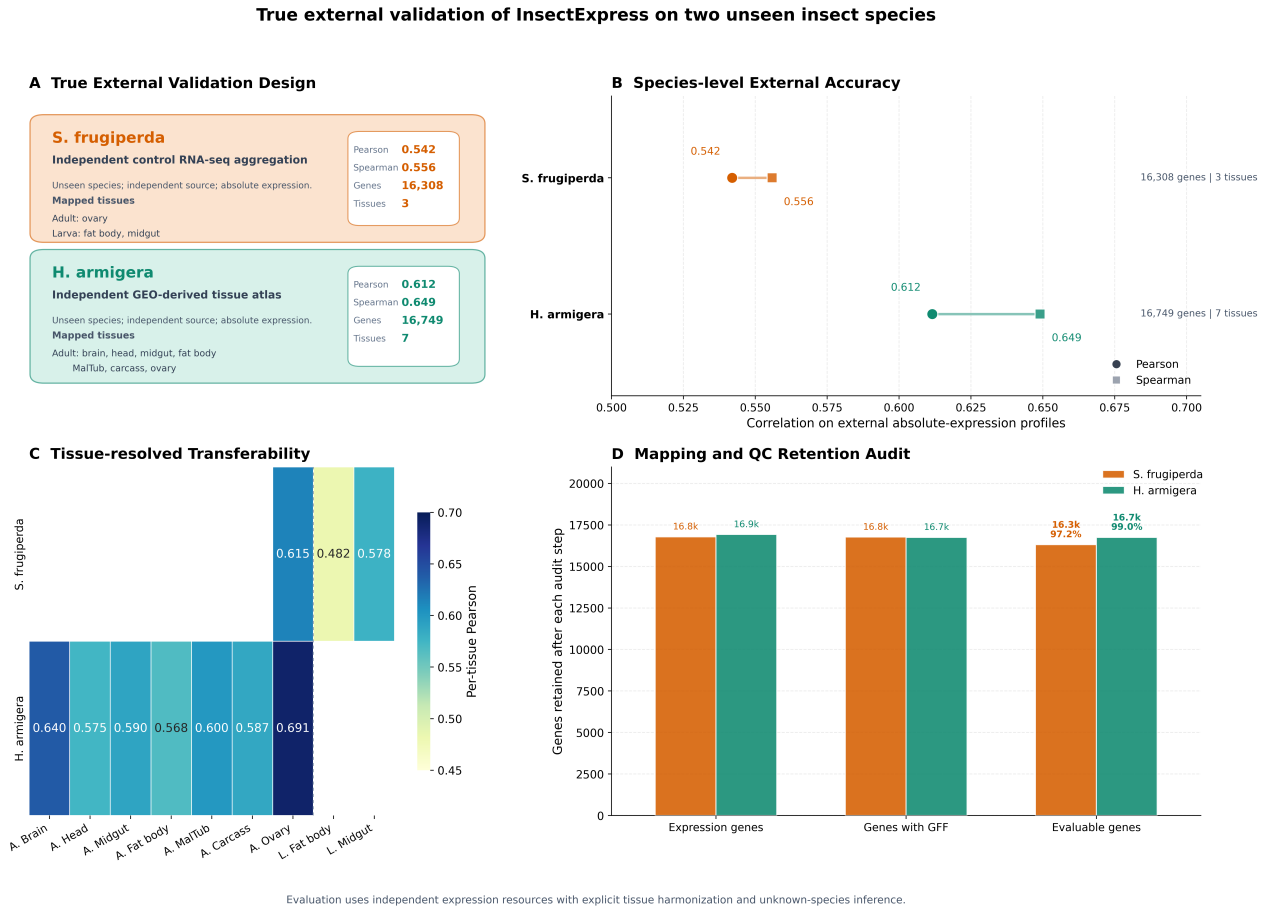 True external validation of InsectExpress on two unseen insect species
A True External Validation Design
S. frugiperda
Independent control RNA-seq aggregation
Unseen species; independent source; absolute expression.
Mapped tissues
Adult: ovary
Larva: fat body, midgut
Pearson 0.542
Spearman 0.556
Genes 16,308
Tissues 3
H. armigera
Independent GEO-derived tissue atlas
Unseen species; independent source; absolute expression.
Mapped tissues
Adult: brain, head, midgut, fat body
MalTub, carcass, ovary
Pearson 0.612
Spearman 0.649
Genes 16,749
Tissues 7
B Species-level External Accuracy
S. frugiperda
0.542
0.556
16,308 genes | 3 tissues
H. armigera
0.612
0.649
16,749 genes | 7 tissues
Pearson
Spearman
0.500 0.525 0.550 0.575 0.600 0.625 0.650 0.675 0.700
Correlation on external absolute-expression profiles
C Tissue-resolved Transferability
S. frugiperda
0.615 0.482 0.578
H. armigera
0.640 0.575 0.590 0.568 0.600 0.587 0.691
A. Brain A. Head A. Midgut A. Fat body A. MalTub A. Carcass A. Ovary L. Fat body L. Midgut
0.70
0.65
0.60
0.55
0.50
0.45
Per-tissue Pearson
D Mapping and QC Retention Audit
S. frugiperda
H. armigera
Genes retained after each audit step
20000
17500
15000
12500
10000
7500
5000
2500
0
16.8k 16.9k
16.8k 16.7k
16.3k
97.2%
16.7k
99.0%
Expression genes Genes with GFF Evaluable genes
Evaluation uses independent expression resources with explicit tissue harmonization and unknown-species inference.